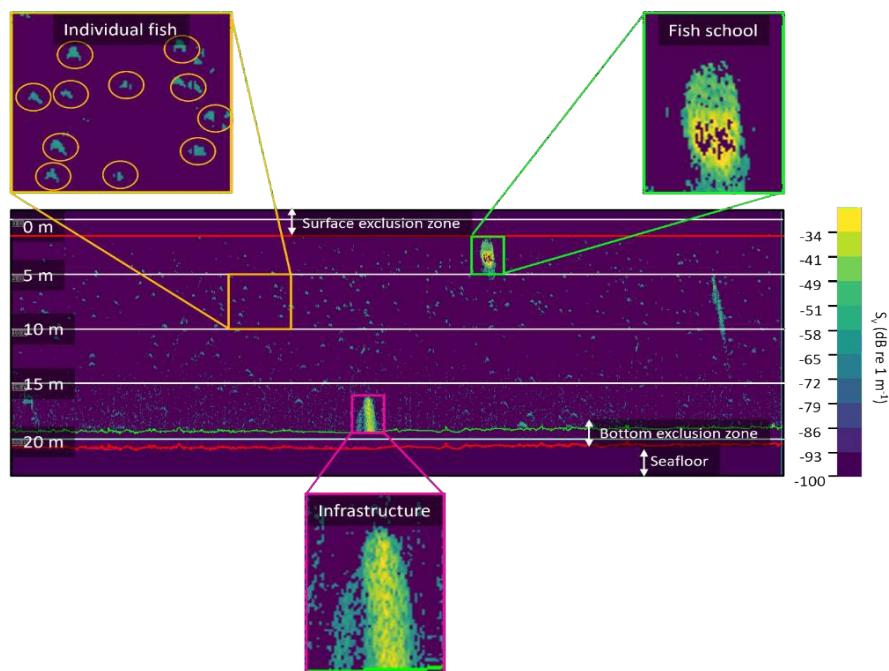 Individual fish
Fish school
Surface exclusion zone
0 m
5 m
10 m
15 m
20 m
Bottom exclusion zone
Seafloor
Infrastructure
-34
-41
-49
-51
-58
-65
-72
-79
-86
-93
-100
Sv (dB re 1 m-1)